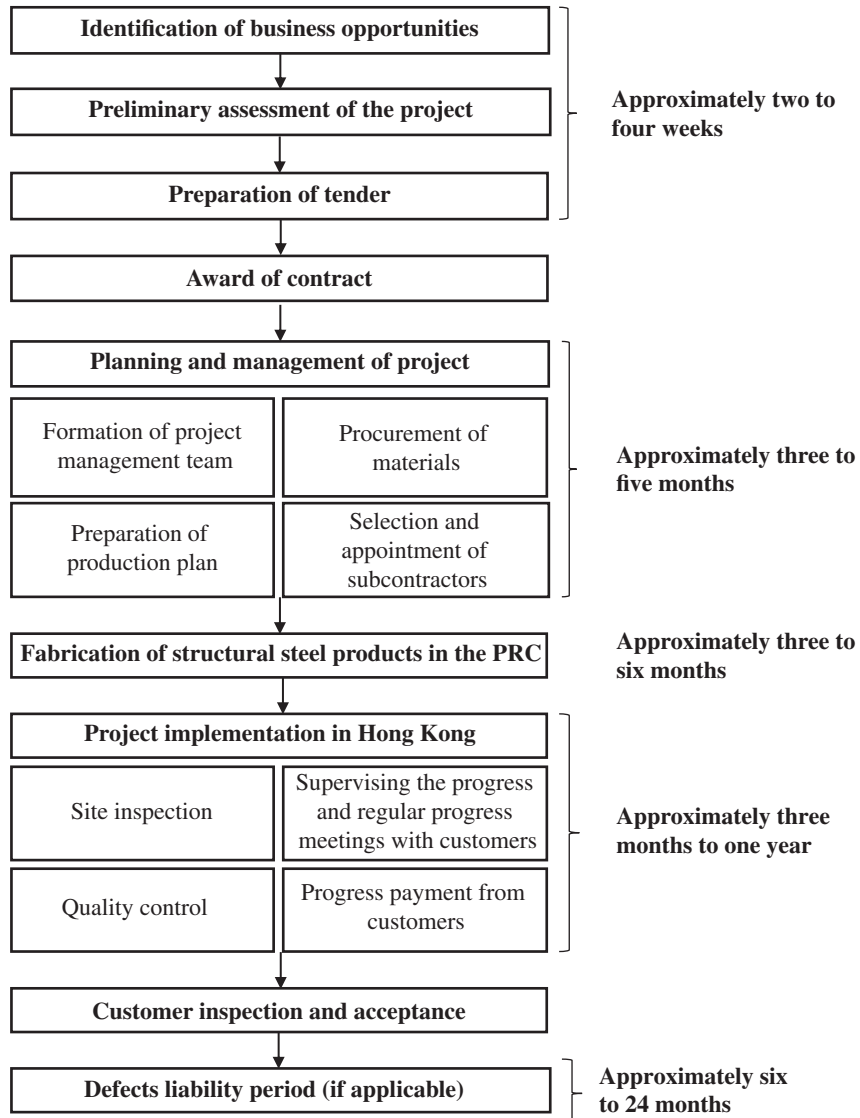 Identification of business opportunities
Preliminary assessment of the project
Preparation of tender
Approximately two to
four weeks
Award of contract
Planning and management of project
Formation of project
management team
Procurement of
materials
Preparation of
production plan
Selection and
appointment of
subcontractors
Approximately three to
five months
Fabrication of structural steel products in the PRC
Approximately three to
six months
Project implementation in Hong Kong
Site inspection
Supervising the progress
and regular progress
meetings with customers
Quality control
Progress payment from
customers
Approximately three
months to one year
Customer inspection and acceptance
Defects liability period (if applicable)
Approximately six
to 24 months